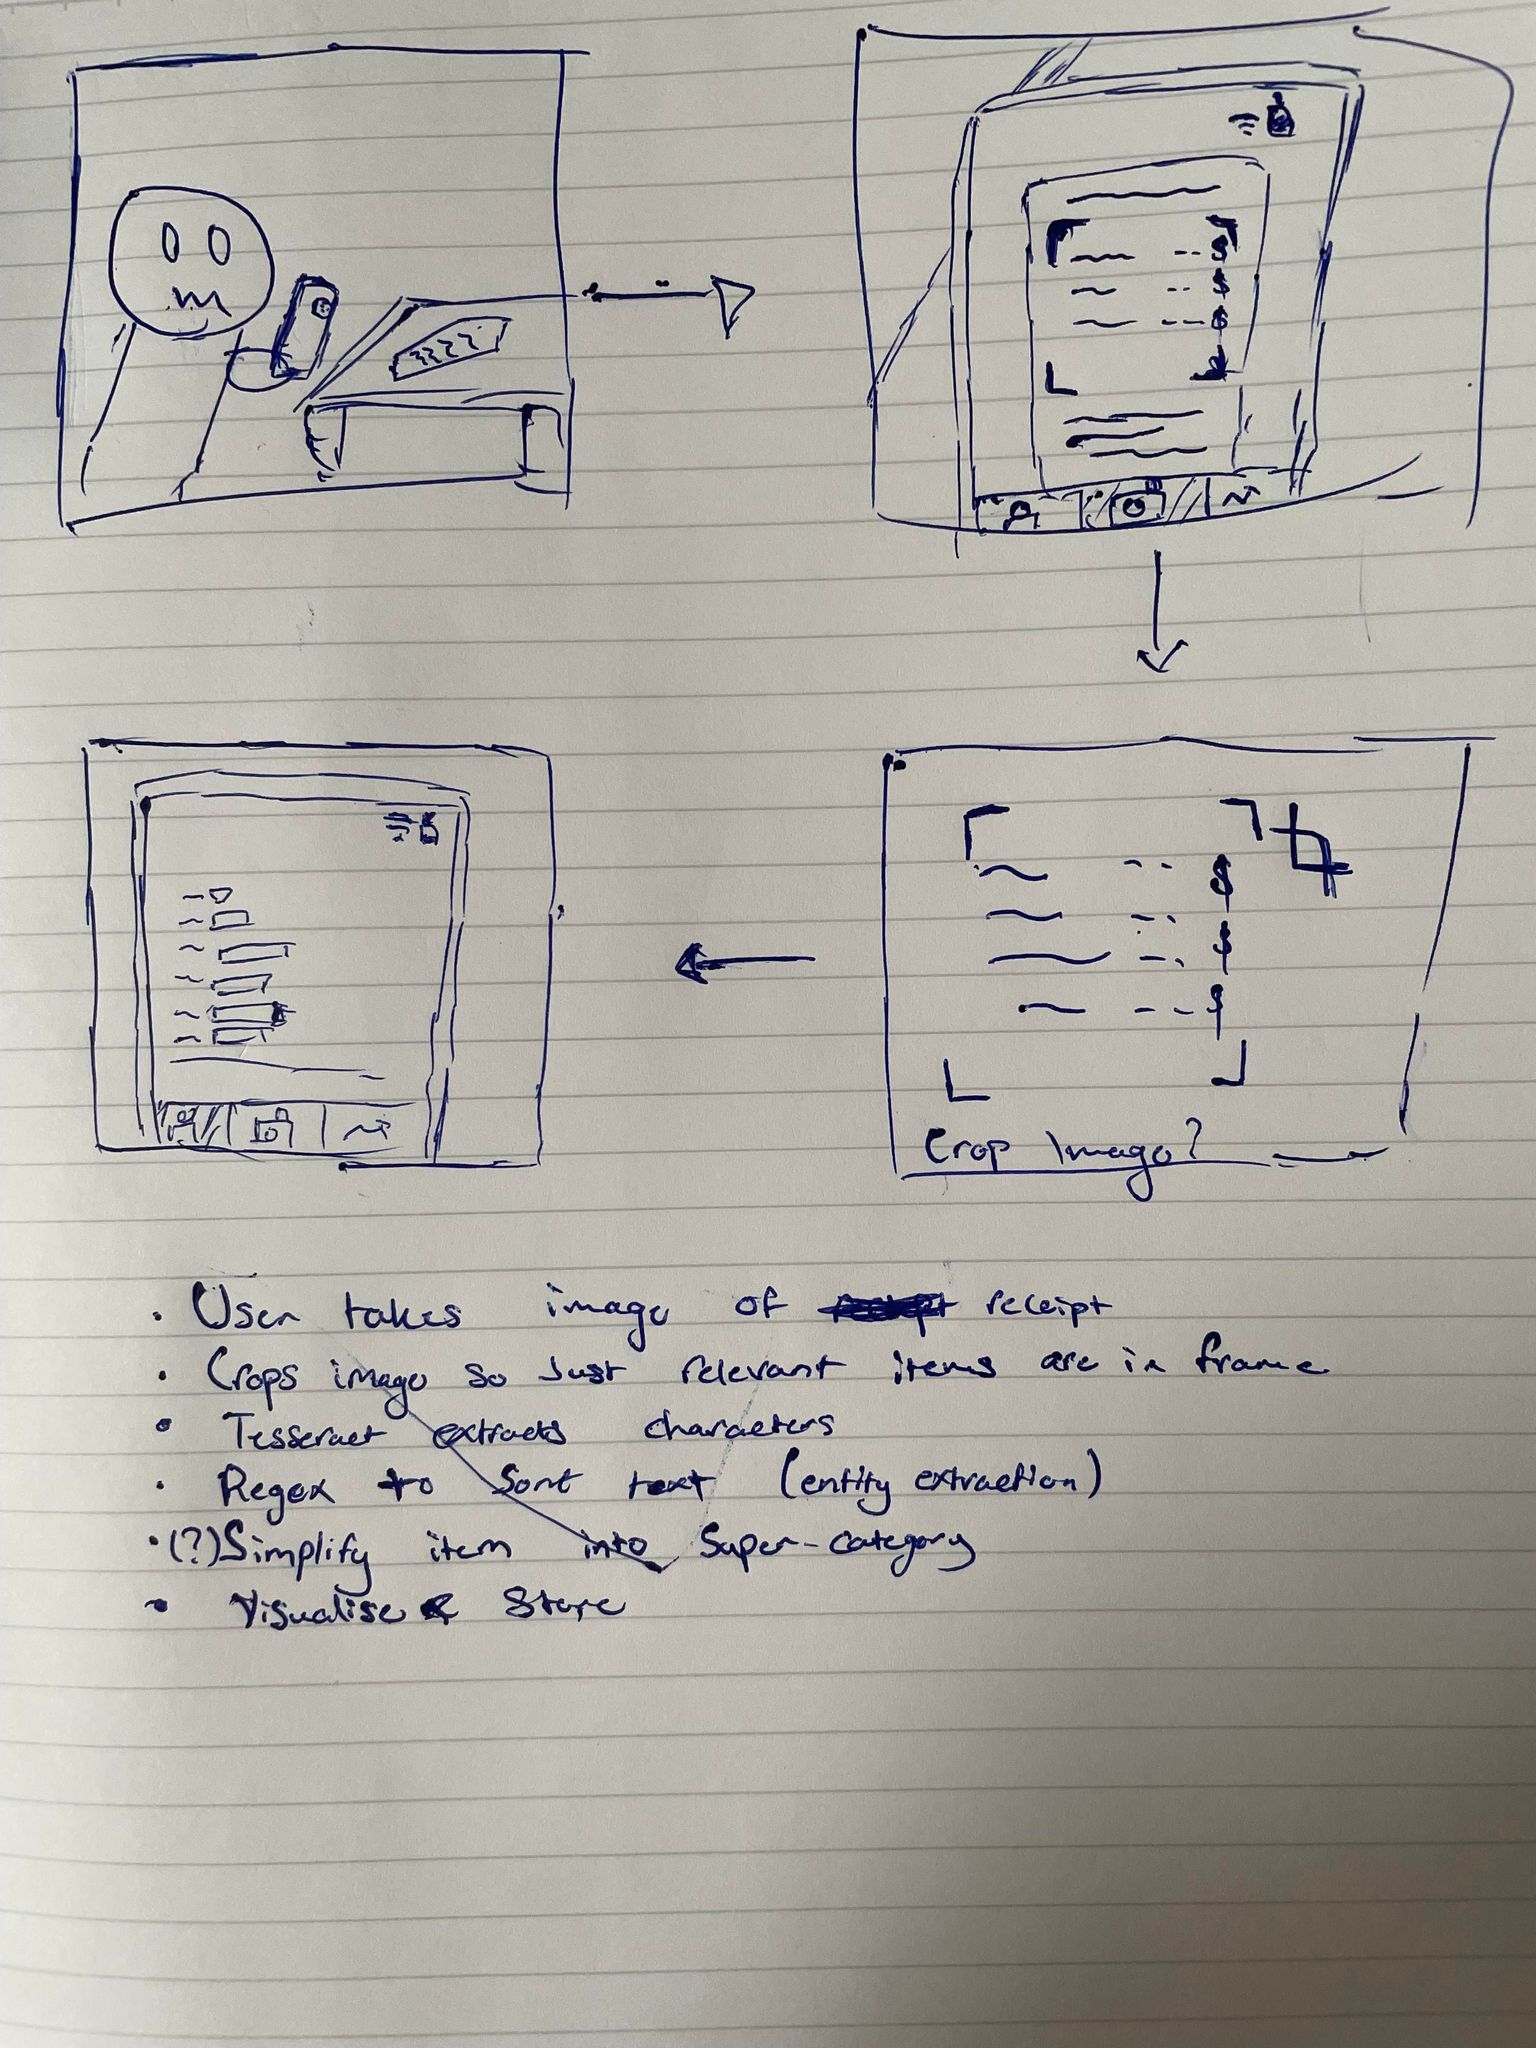 $
$
$
$
$
$
Crop Image?
· User takes image of receipt
· Crops image so Just relevant items are in frame
· Tesseract extracts characters
· Regex to Sort text (entity extraction)
· (?) Simplify item into Super-category
· Visualise & Store